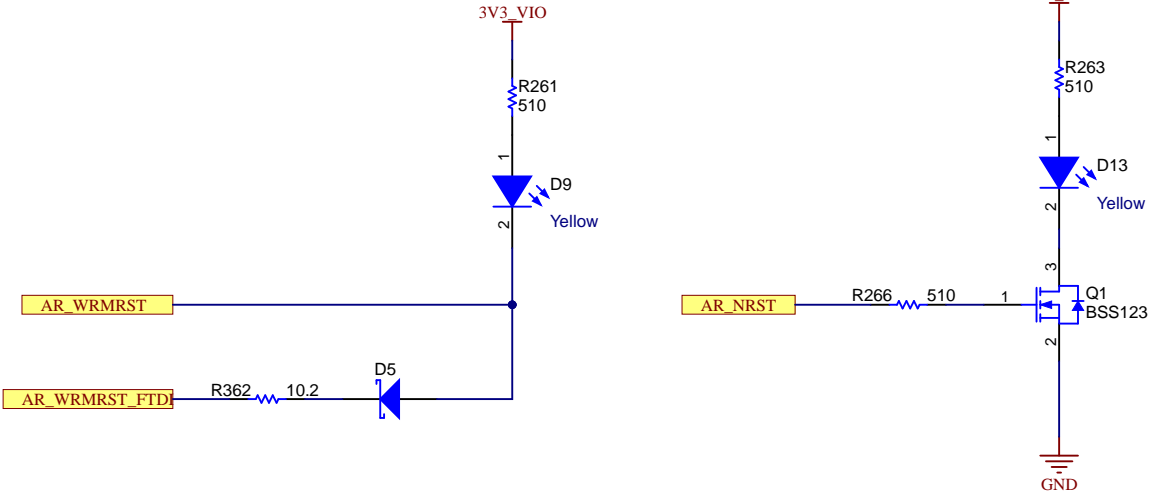 3V3_VIO
R261
510
1
D9
Yellow
2
AR_WRMRST
D5
R362
10.2
AR_WRMRST_FTDI
R263
510
1
D13
Yellow
2
3
AR_NRST
R266
510
1
Q1
BSS123
2
GND